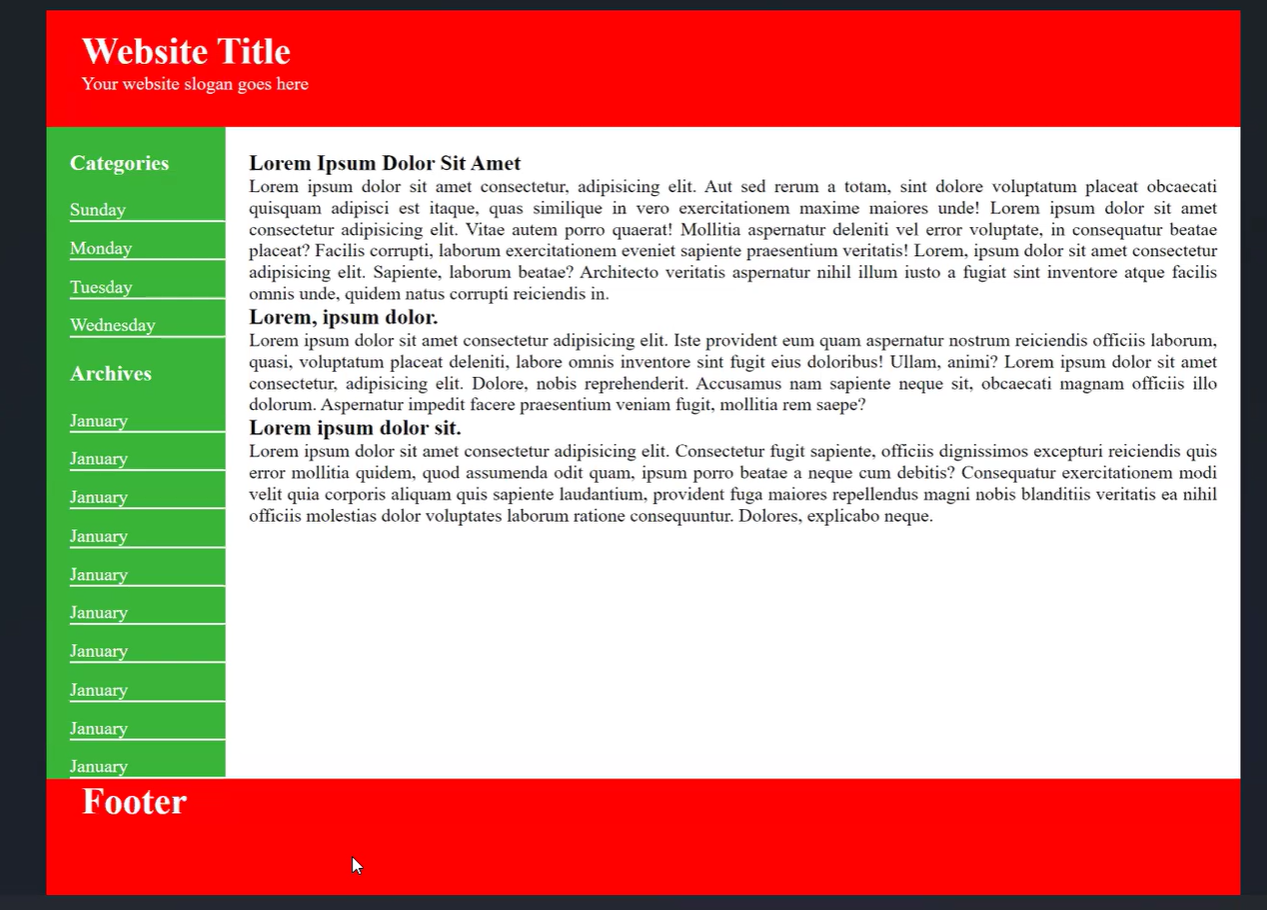 Website Title
Your website slogan goes here
Categories
Sunday
Monday
Tuesday
Wednesday
Archives
January
January
January
January
January
January
January
January
January
January
Lorem Ipsum Dolor Sit Amet
Lorem ipsum dolor sit amet consectetur, adipisicing elit. Aut sed rerum a totam, sint dolore voluptatum placeat obcaecati
quisquam adipisci est itaque, quas similique in vero exercitationem maxime maiores unde! Lorem ipsum dolor sit amet
consectetur adipisicing elit. Vitae autem porro quaerat! Mollitia aspernatur deleniti vel error voluptate, in consequatur beatae
placeat? Facilis corrupti, laborum exercitationem eveniet sapiente praesentium veritatis! Lorem, ipsum dolor sit amet consectetur
adipisicing elit. Sapiente, laborum beatae? Architecto veritatis aspernatur nihil illum iusto a fugiat sint inventore atque facilis
omnis unde, quidem natus corrupti reiciendis in.
Lorem, ipsum dolor.
Lorem ipsum dolor sit amet consectetur adipisicing elit. Iste provident eum quam aspernatur nostrum reiciendis officiis laborum,
quasi, voluptatum placeat deleniti, labore omnis inventore sint fugit eius doloribus! Ullam, animi? Lorem ipsum dolor sit amet
consectetur, adipisicing elit. Dolore, nobis reprehenderit. Accusamus nam sapiente neque sit, obcaecati magnam officiis illo
dolorum. Aspernatur impedit facere praesentium veniam fugit, mollitia rem saepe?
Lorem ipsum dolor sit.
Lorem ipsum dolor sit amet consectetur adipisicing elit. Consectetur fugit sapiente, officiis dignissimos excepturi reiciendis quis
error mollitia quidem, quod assumenda odit quam, ipsum porro beatae a neque cum debitis? Consequatur exercitationem modi
velit quia corporis aliquam quis sapiente laudantium, provident fuga maiores repellendus magni nobis blanditiis veritatis ea nihil
officiis molestias dolor voluptates laborum ratione consequuntur. Dolores, explicabo neque.
Footer